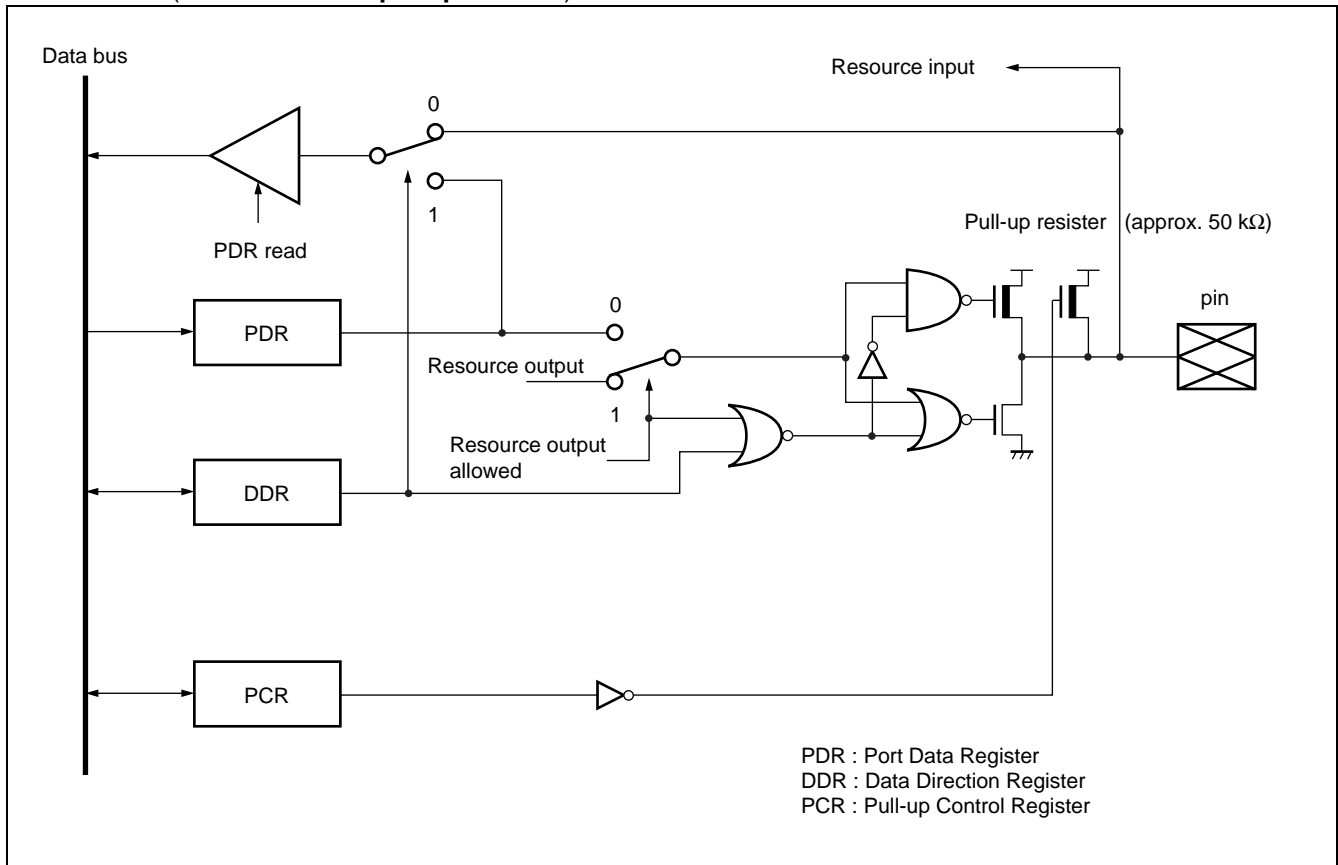 Data bus
Resource input
0
1
PDR read
Pull-up resister (approx. 50 kΩ)
pin
PDR
0
Resource output
1
Resource output
allowed
DDR
PCR
PDR : Port Data Register
DDR : Data Direction Register
PCR : Pull-up Control Register